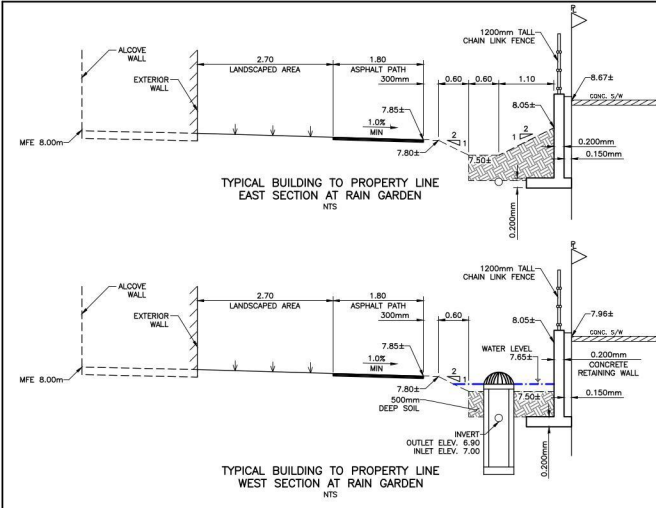 1200mm TALL
CHAIN LINK FENCE
ALCOVE
WALL
2.70
1.80
LANDSCAPED AREA
ASPHALT PATH
EXTERIOR
WALL
300mm
0.60
0.60
1.10
8.67±
CONC. S/W
7.85±
8.05±
1.0%
MIN
2
1
2
1
MFE 8.00m
7.80±
7.50±
0.200mm
0.150mm
0.200mm
TYPICAL BUILDING TO PROPERTY LINE
EAST SECTION AT RAIN GARDEN
NTS
1200mm TALL
CHAIN LINK FENCE
ALCOVE
WALL
2.70
1.80
LANDSCAPED AREA
ASPHALT PATH
EXTERIOR
WALL
300mm
0.60
8.05±
7.96±
CONC. S/W
7.85±
WATER LEVEL
7.65±
1.0%
MIN
2
1
0.200mm
CONCRETE
RETAINING WALL
MFE 8.00m
7.80±
500mm
DEEP SOIL
7.50±
0.150mm
INVERT
OUTLET ELEV. 6.90
INLET ELEV. 7.00
0.200mm
TYPICAL BUILDING TO PROPERTY LINE
WEST SECTION AT RAIN GARDEN
NTS